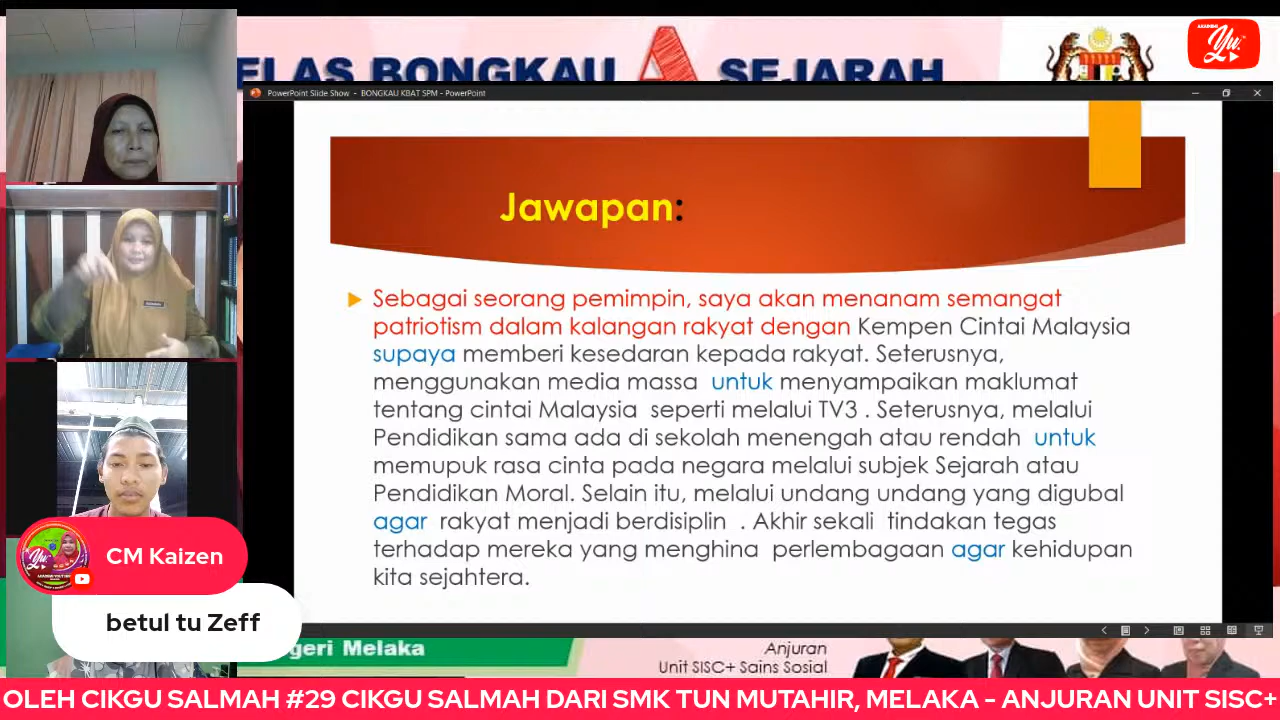 ELAS BONGKAU A SEJARAH
AKADEMI
YU
PowerPoint Slide Show - BONGKAU KBAT SPM - PowerPoint
Jawapan:
Sebagai seorang pemimpin, saya akan menanam semangat
patriotism dalam kalangan rakyat dengan Kempen Cintai Malaysia
supaya memberi kesedaran kepada rakyat. Seterusnya,
menggunakan media massa untuk menyampaikan maklumat
tentang cintai Malaysia seperti melalui TV3 . Seterusnya, melalui
Pendidikan sama ada di sekolah menengah atau rendah untuk
memupuk rasa cinta pada negara melalui subjek Sejarah atau
Pendidikan Moral. Selain itu, melalui undang undang yang digubal
agar rakyat menjadi berdisiplin . Akhir sekali tindakan tegas
terhadap mereka yang menghina perlembagaan agar kehidupan
kita sejahtera.
CM Kaizen
betul tu Zeff
geri Melaka
Anjuran
Unit SISC+ Sains Sosial
OLEH CIKGU SALMAH #29 CIKGU SALMAH DARI SMK TUN MUTAHIR, MELAKA - ANJURAN UNIT SISC+